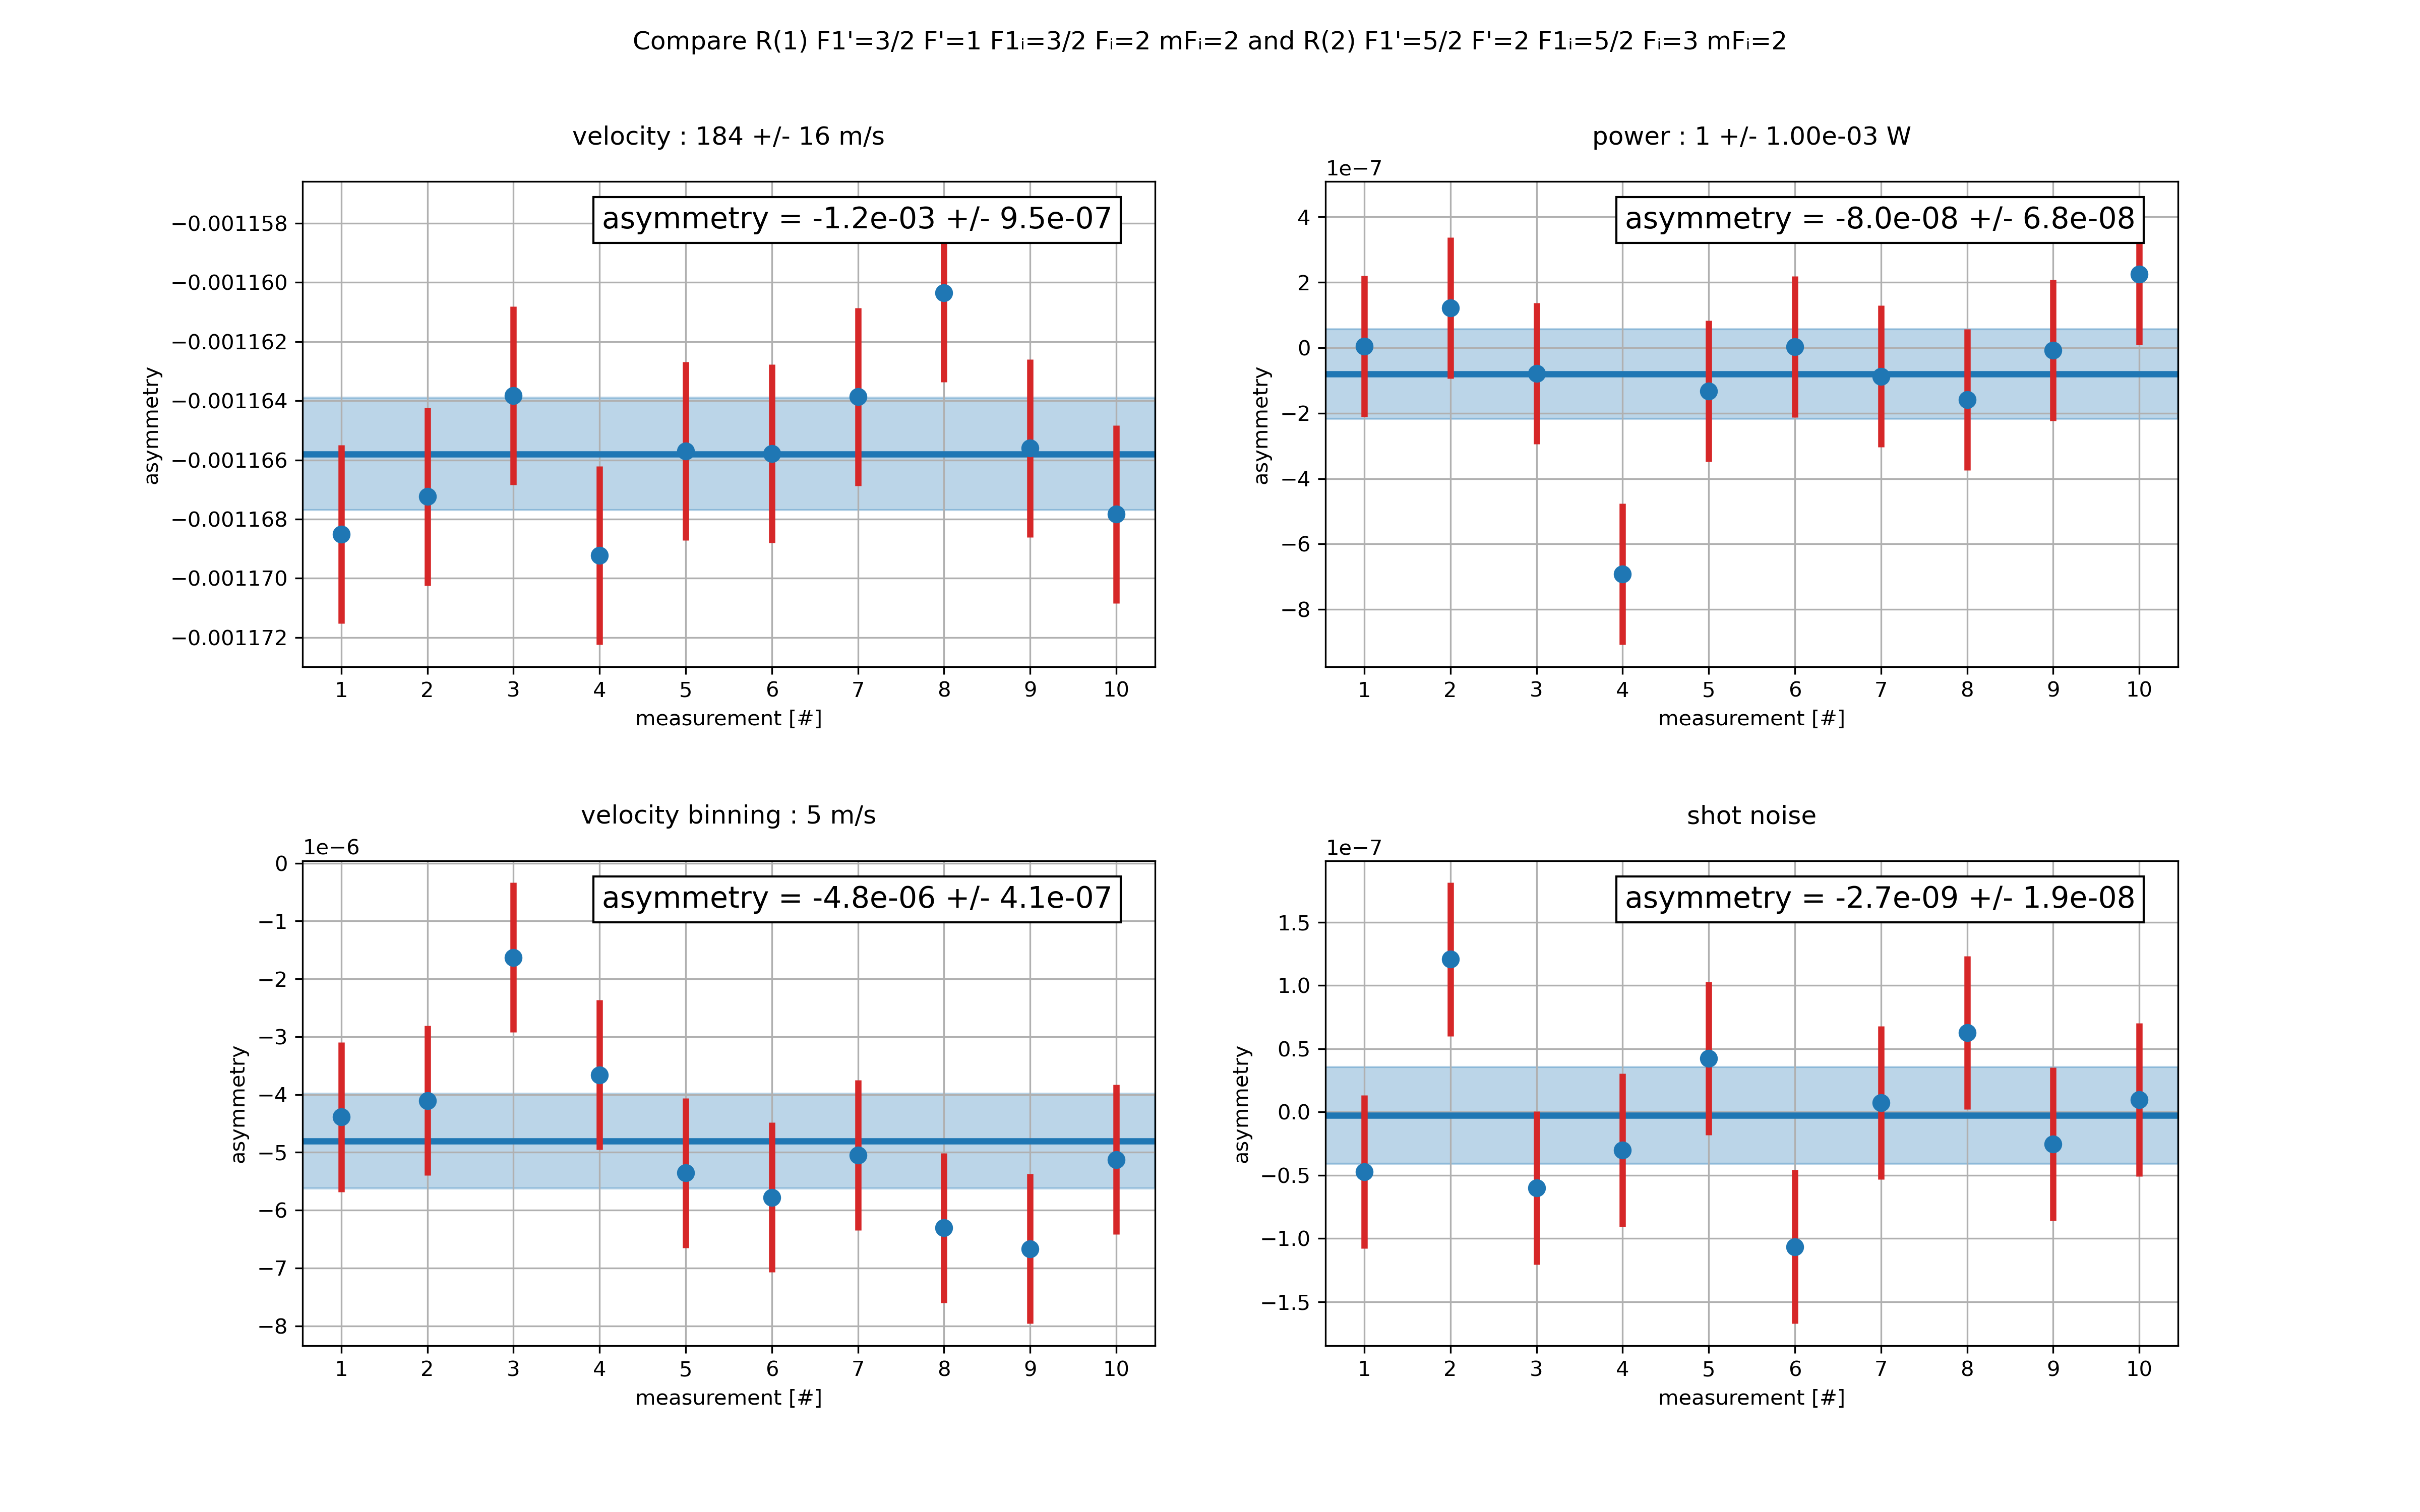 Compare R(1) F1'=3/2 F'=1 F1ᵢ=3/2 Fᵢ=2 mFᵢ=2 and R(2) F1'=5/2 F'=2 F1ᵢ=5/2 Fᵢ=3 mFᵢ=2
velocity : 184 +/- 16 m/s
asymmetry = -1.2e-03 +/- 9.5e-07
−0.001158
−0.001160
−0.001162
−0.001164
−0.001166
−0.001168
−0.001170
−0.001172
asymmetry
1 2 3 4 5 6 7 8 9 10
measurement [#]
power : 1 +/- 1.00e-03 W
1e−7
asymmetry = -8.0e-08 +/- 6.8e-08
4
2
0
−2
−4
−6
−8
asymmetry
1 2 3 4 5 6 7 8 9 10
measurement [#]
velocity binning : 5 m/s
1e−6
asymmetry = -4.8e-06 +/- 4.1e-07
0
−1
−2
−3
−4
−5
−6
−7
−8
asymmetry
1 2 3 4 5 6 7 8 9 10
measurement [#]
shot noise
1e−7
asymmetry = -2.7e-09 +/- 1.9e-08
1.5
1.0
0.5
0.0
−0.5
−1.0
−1.5
asymmetry
1 2 3 4 5 6 7 8 9 10
measurement [#]